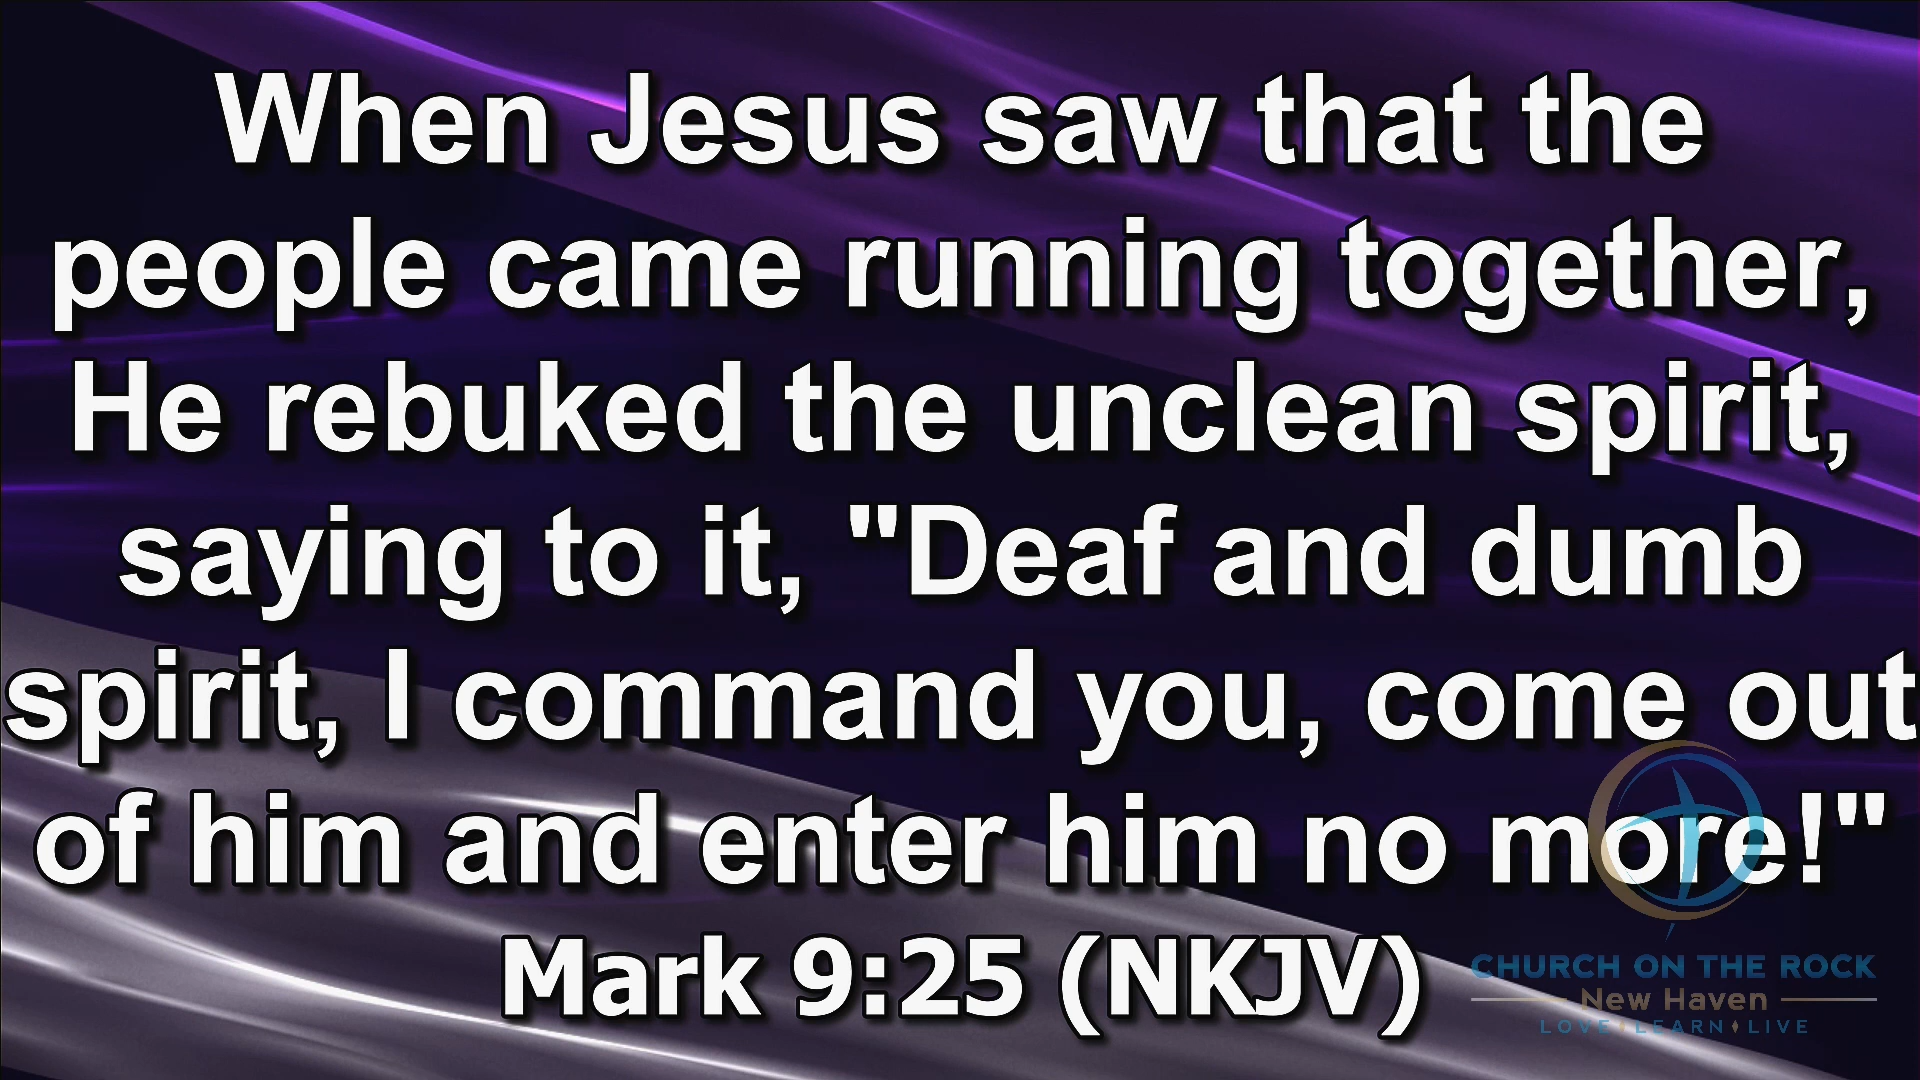 When Jesus saw that the
people came running together,
He rebuked the unclean spirit,
saying to it, "Deaf and dumb
spirit, I command you, come out
of him and enter him no more!"
Mark 9:25 (NKJV)
CHURCH ON THE ROCK
New Haven
LOVE LEARN LIVE